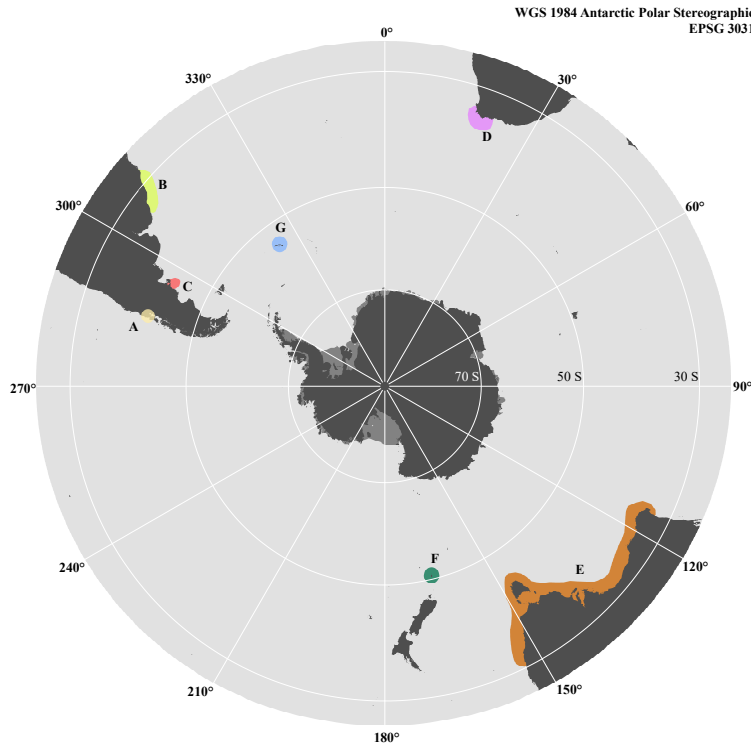 WGS 1984 Antarctic Polar Stereographic
EPSG 3031
0°
330°
30°
D
B
300°
60°
G
C
A
270°
70 S
50 S
30 S
90°
F
E
240°
120°
210°
150°
180°